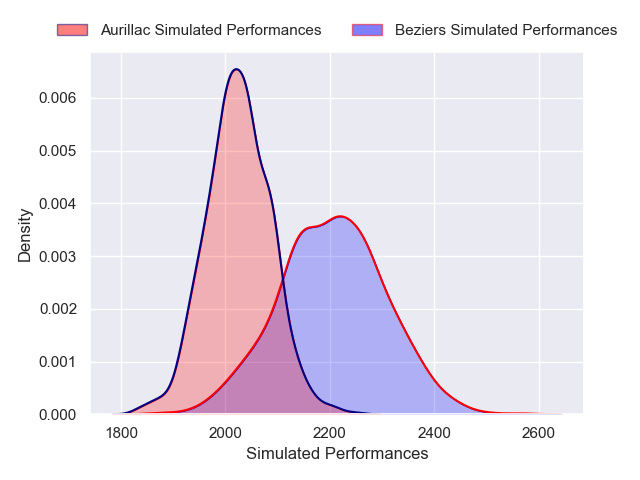 Aurillac Simulated Performances Beziers Simulated Performances
0.006
0.005
0.004
0.003
0.002
0.001
0.000
Density
1800 2000 2200 2400 2600
Simulated Performances